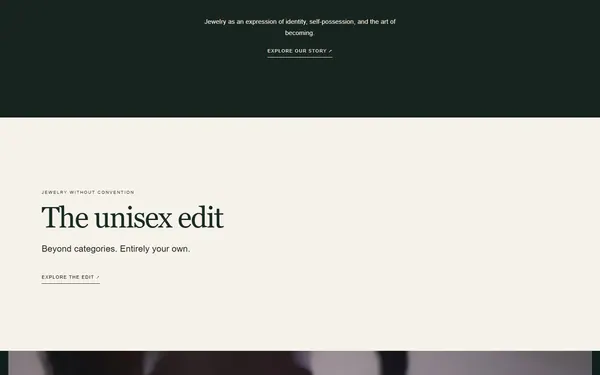 Jewelry as an expression of identity, self-possession, and the art of
becoming.
EXPLORE OUR STORY ↗
JEWELRY WITHOUT CONVENTION
The unisex edit
Beyond categories. Entirely your own.
EXPLORE THE EDIT ↗